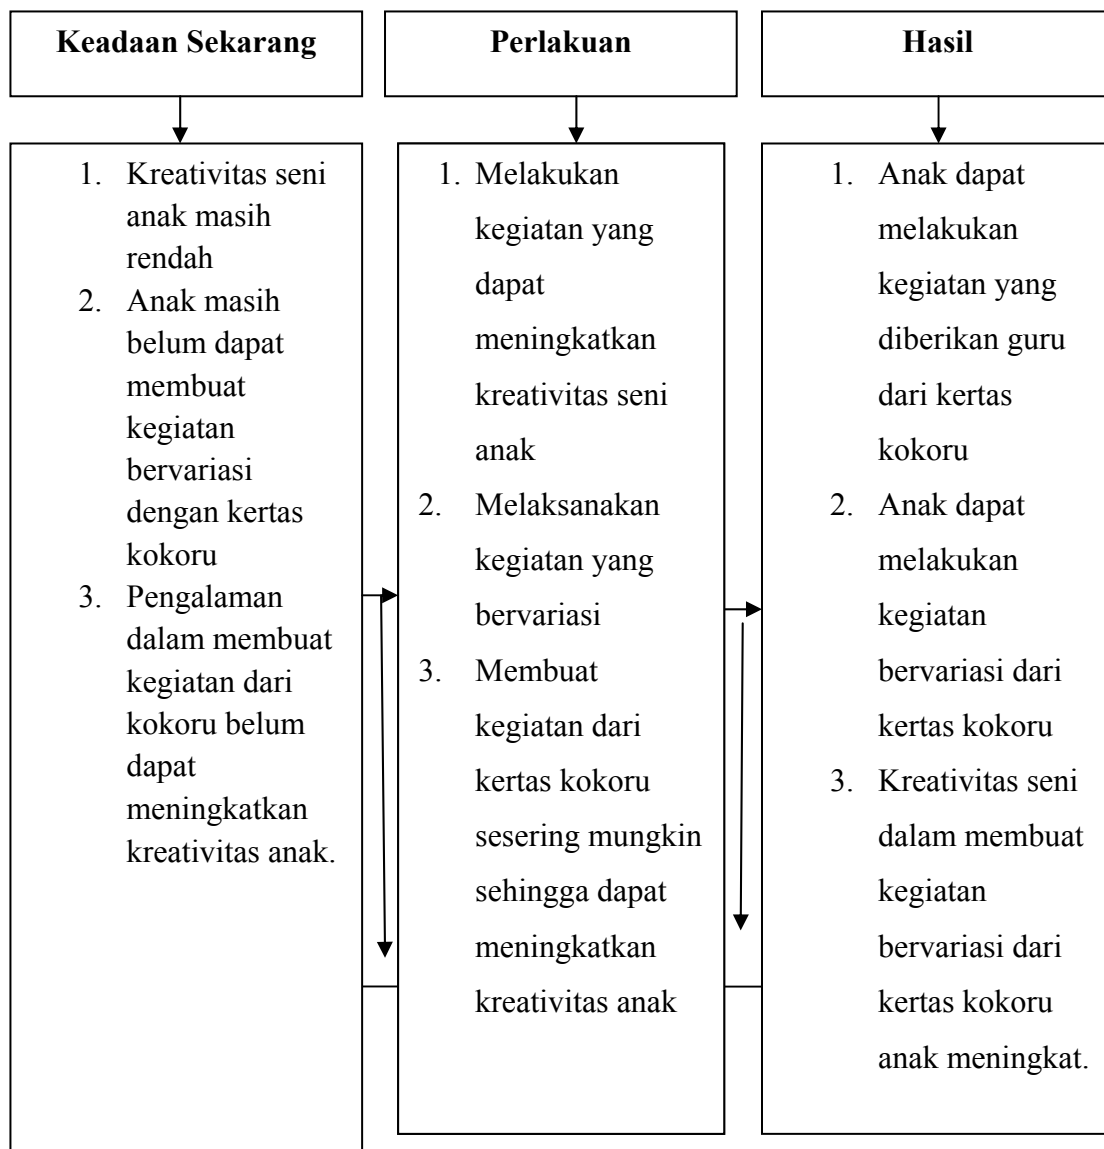 Keadaan Sekarang
Perlakuan
Hasil
1. Kreativitas seni
anak masih
rendah
2. Anak masih
belum dapat
membuat
kegiatan
bervariasi
dengan kertas
kokoru
3. Pengalaman
dalam membuat
kegiatan dari
kokoru belum
dapat
meningkatkan
kreativitas anak.
1. Melakukan
kegiatan yang
dapat
meningkatkan
kreativitas seni
anak
2. Melaksanakan
kegiatan yang
bervariasi
3. Membuat
kegiatan dari
kertas kokoru
sesering mungkin
sehingga dapat
meningkatkan
kreativitas anak
1. Anak dapat
melakukan
kegiatan yang
diberikan guru
dari kertas
kokoru
2. Anak dapat
melakukan
kegiatan
bervariasi dari
kertas kokoru
3. Kreativitas seni
dalam membuat
kegiatan
bervariasi dari
kertas kokoru
anak meningkat.